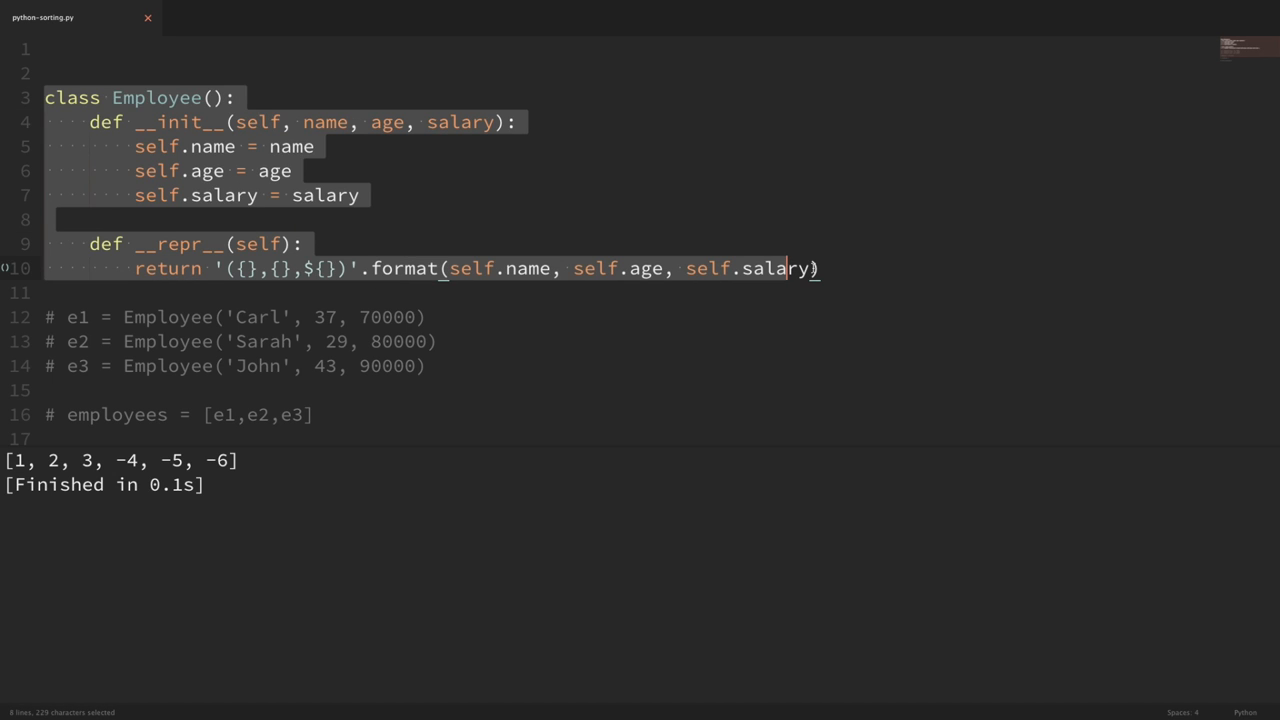 python-sorting.py ×
1
2
3 class Employee():
4 def __init__(self, name, age, salary):
5 self.name = name
6 self.age = age
7 self.salary = salary
8
9 def __repr__(self):
10 return '({},{},${})'.format(self.name, self.age, self.salary)
11
12 # e1 = Employee('Carl', 37, 70000)
13 # e2 = Employee('Sarah', 29, 80000)
14 # e3 = Employee('John', 43, 90000)
15
16 # employees = [e1,e2,e3]
17
[1, 2, 3, -4, -5, -6]
[Finished in 0.1s]
8 lines, 229 characters selected Spaces: 4 Python